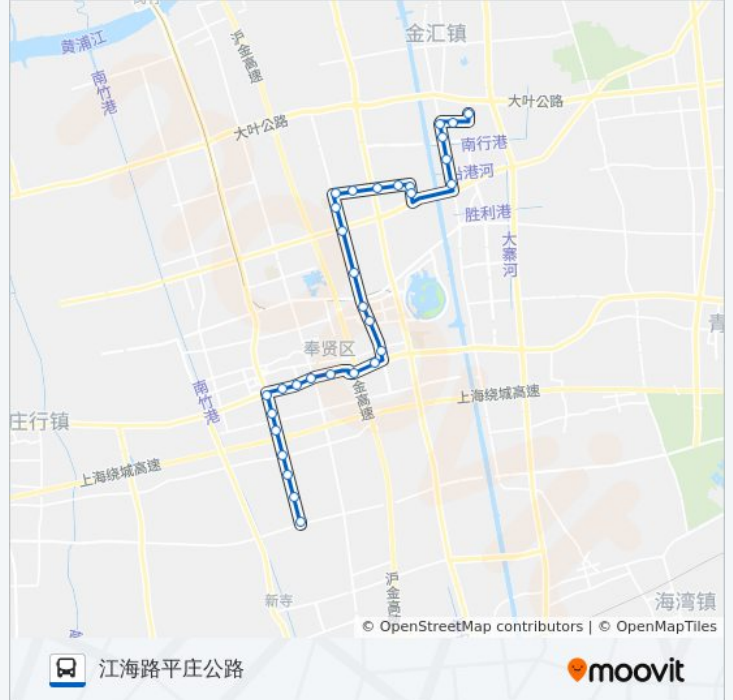 金汇镇
黄浦江
沪金高速
南竹港
大叶公路
大叶公路
南行港
治港河
胜利港
大寨河
青
奉贤区
金高速
上海绕城高速
南竹港
庄行镇
上海绕城高速
新寺
沪金高
海湾镇
© OpenStreetMap contributors | © OpenMapTiles
江海路平庄公路
moovit